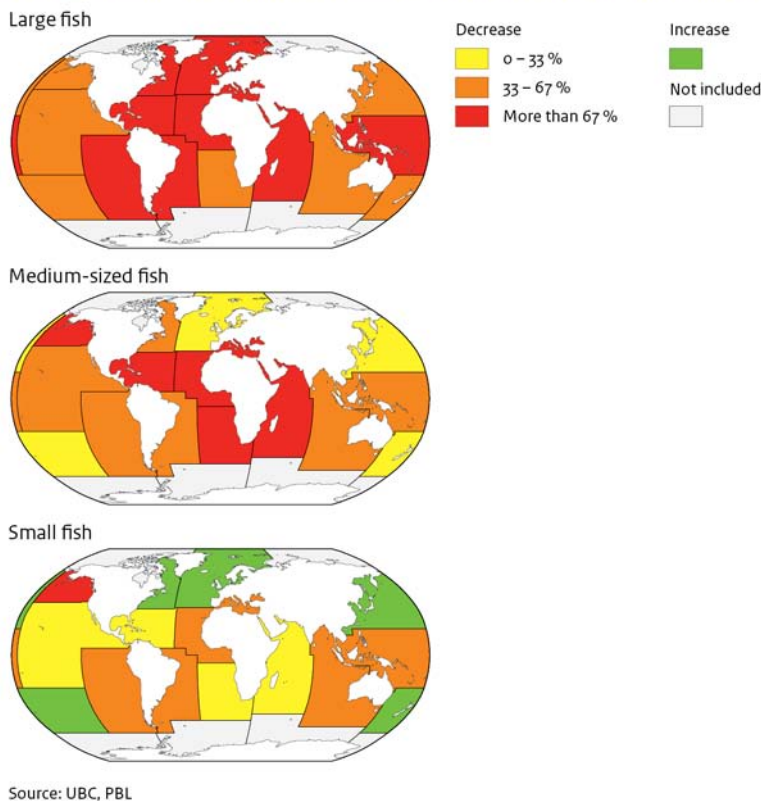 Large fish
Decrease
0 – 33 %
33 – 67 %
More than 67 %
Increase
Not included
Medium-sized fish
Small fish
Source: UBC, PBL